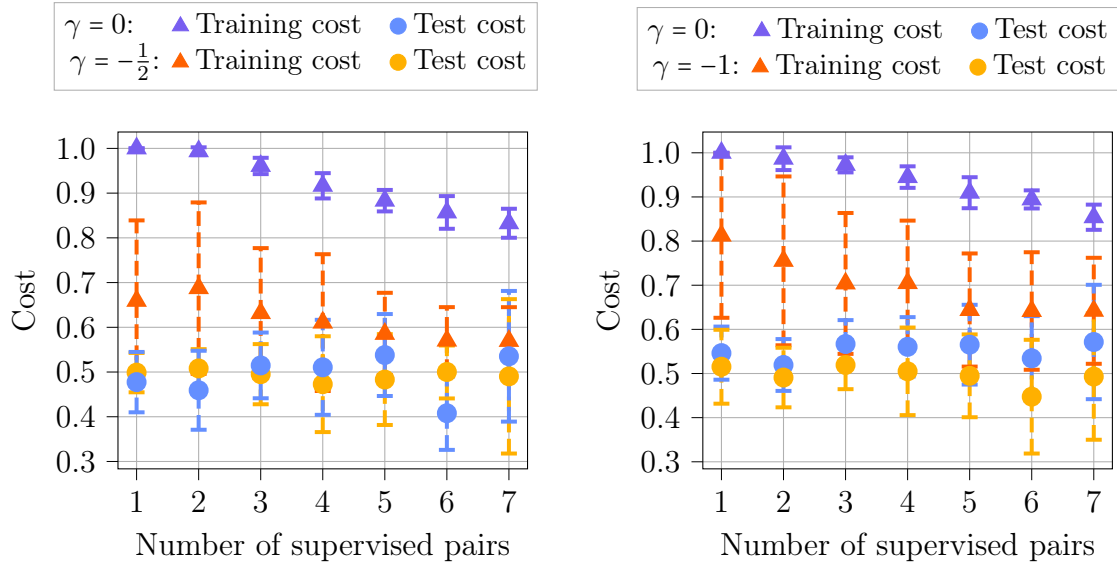 γ = 0: Training cost Test cost
γ = −1/2: Training cost Test cost
1.0
0.9
0.8
0.7
0.6
0.5
0.4
0.3
Cost
1 2 3 4 5 6 7
Number of supervised pairs
γ = 0: Training cost Test cost
γ = −1: Training cost Test cost
1.0
0.9
0.8
0.7
0.6
0.5
0.4
0.3
Cost
1 2 3 4 5 6 7
Number of supervised pairs